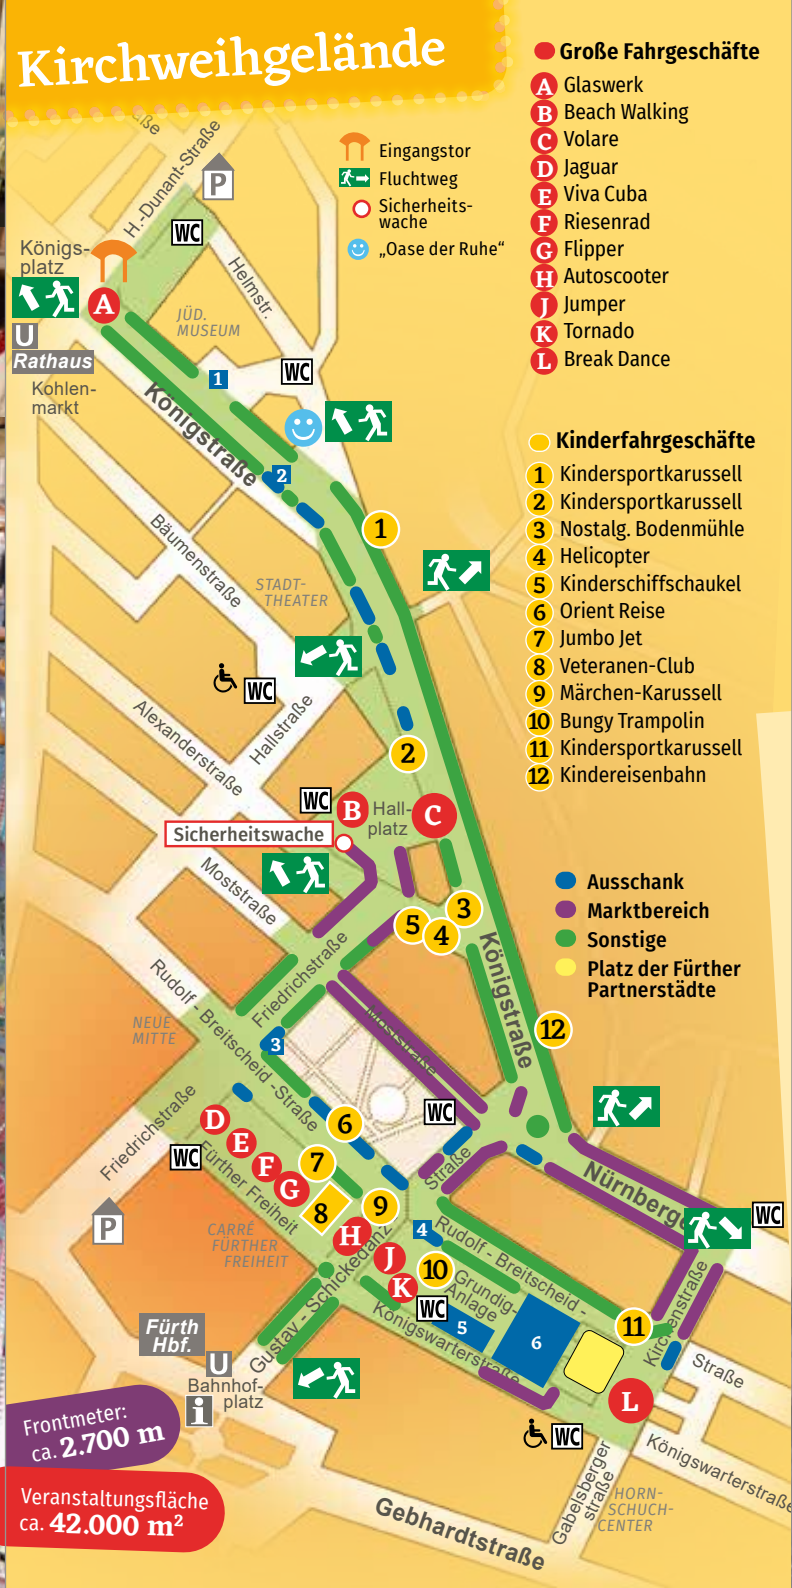 Kirchweihgelände
Große Fahrgeschäfte
A Glaswerk
B Beach Walking
C Volare
D Jaguar
E Viva Cuba
F Riesenrad
G Flipper
H Autoscooter
J Jumper
K Tornado
L Break Dance
Eingangstor
Fluchtweg
Sicherheits-
wache
„Oase der Ruhe“
Kinderfahrgeschäfte
1 Kindersportkarussell
2 Kindersportkarussell
3 Nostalg. Bodenmühle
4 Helicopter
5 Kinderschiffschaukel
6 Orient Reise
7 Jumbo Jet
8 Veteranen-Club
9 Märchen-Karussell
10 Bungy Trampolin
11 Kindersportkarussell
12 Kindereisenbahn
Ausschank
Marktbereich
Sonstige
Platz der Fürther
Partnerstädte
H.-Dunant-Straße
P
WC
Königs-
platz
A
U
Rathaus
Kohlen-
markt
Helmstr.
JÜD.
MUSEUM
1
WC
Königstraße
2
1
Bäumenstraße
STADT-
THEATER
WC
Hallstraße
Alexanderstraße
2
WC
B
Hall-
platz
C
Sicherheitswache
Moststraße
5
4
3
Königstraße
Friedrichstraße
Rudolf - Breitscheid -Straße
NEUE
MITTE
3
Moststraße
12
WC
6
Friedrichstraße
D
E
F
G
WC
Fürther Freiheit
7
8
9
Straße
Nürnberger
WC
P
CARRÉ
FÜRTHER
FREIHEIT
H
J
K
4
10
Rudolf - Breitscheid -
Grundig-
Anlage
WC
5
6
11
Kirchenstraße
Gustav - Schickedanz
Königswarterstraße
Fürth
Hbf.
U
Bahnhof-
platz
i
L
Straße
WC
Königswarterstraße
Gabelsberger
straße
HORN-
SCHUCH-
CENTER
Gebhardtstraße
Frontmeter:
ca. 2.700 m
Veranstaltungsfläche
ca. 42.000 m²